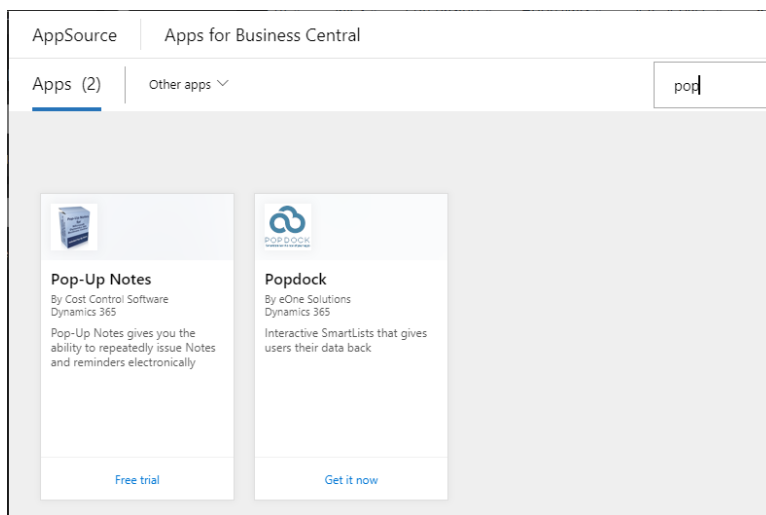 AppSource Apps for Business Central
Apps (2) Other apps
pop
POPDOCK
Pop-Up Notes
By Cost Control Software
Dynamics 365
Pop-Up Notes gives you the
ability to repeatedly issue Notes
and reminders electronically
Free trial
Popdock
By eOne Solutions
Dynamics 365
Interactive SmartLists that gives
users their data back
Get it now